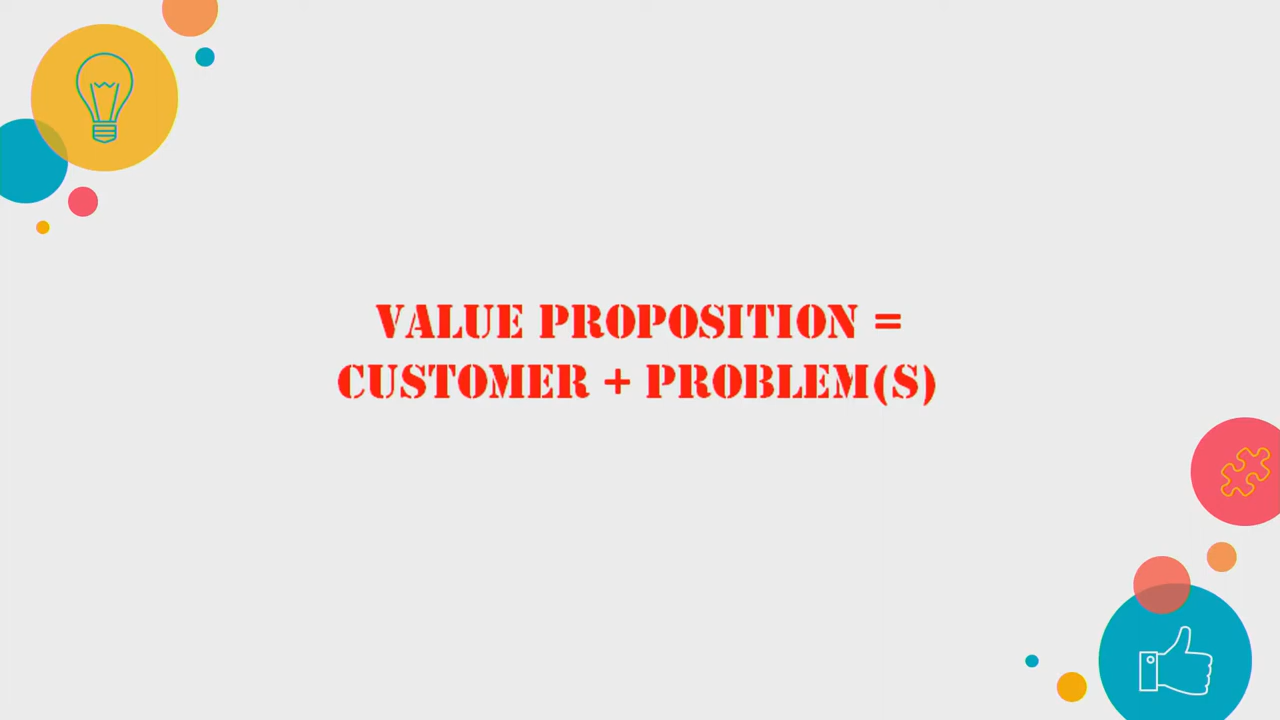 VALUE PROPOSITION =
CUSTOMER + PROBLEM(S)